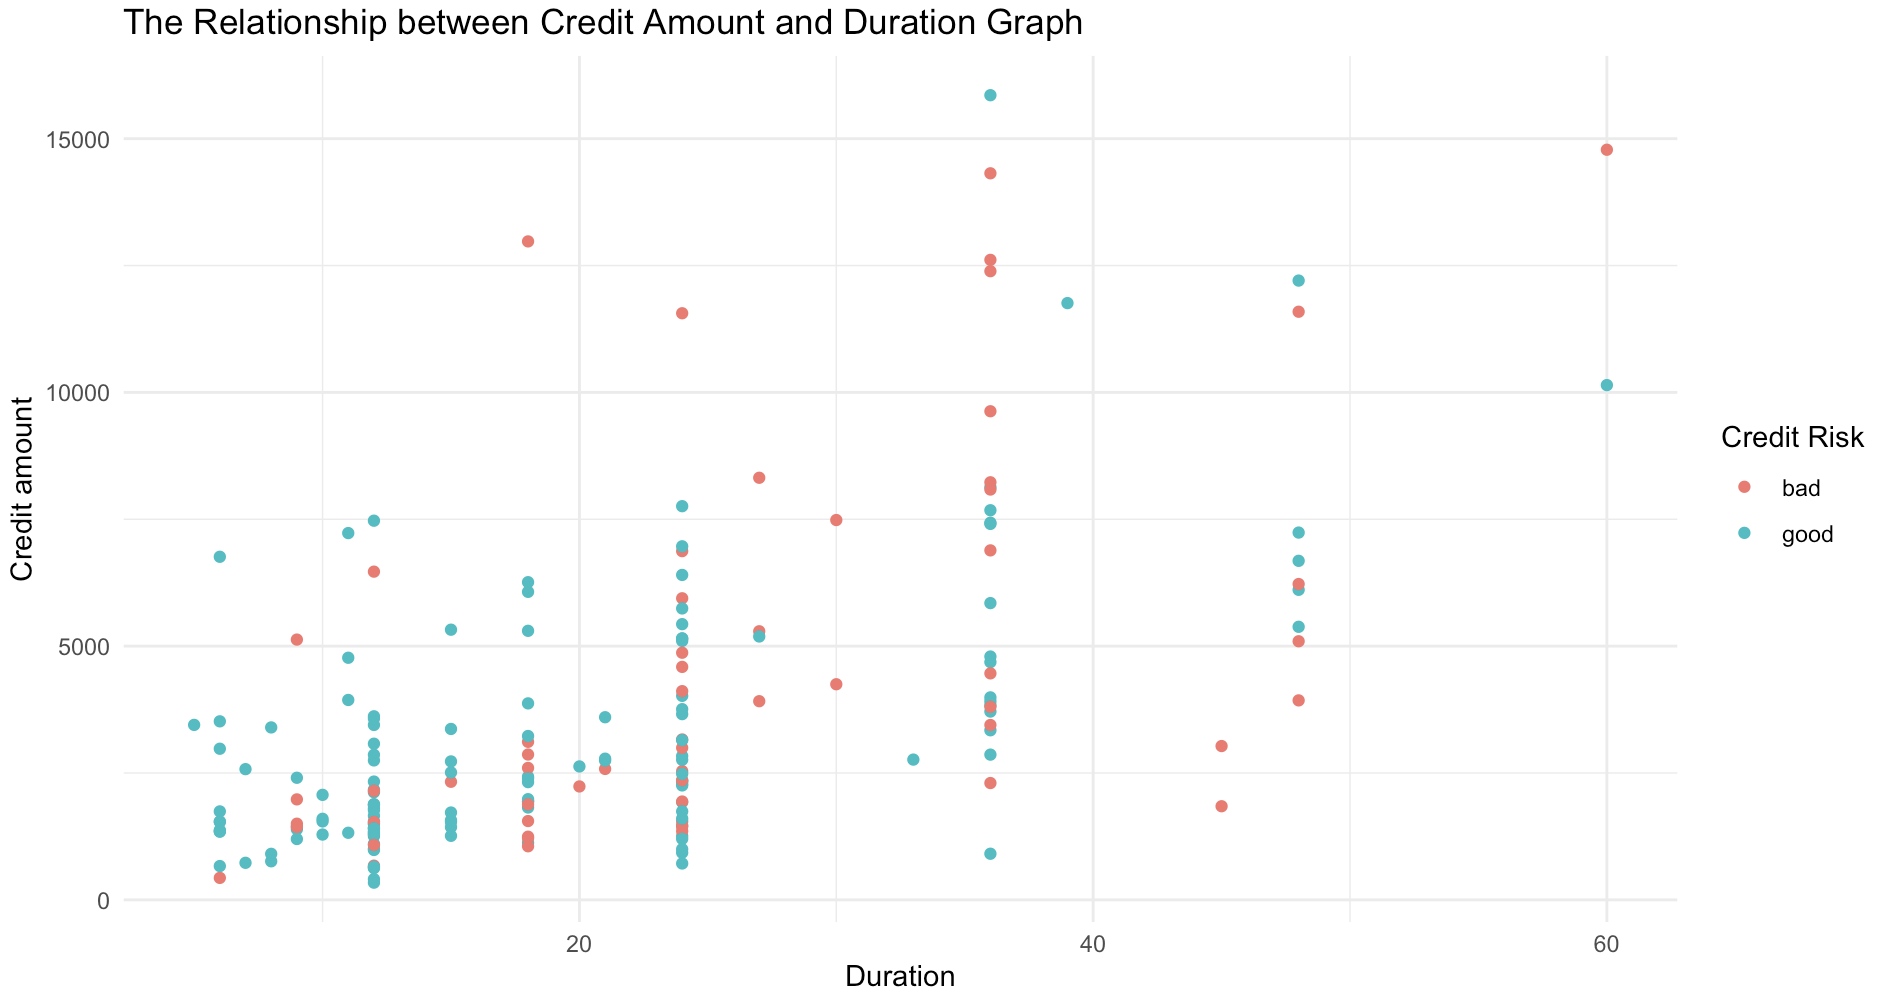 The Relationship between Credit Amount and Duration Graph
15000
10000
5000
0
Credit amount
20
40
60
Duration
Credit Risk
bad
good